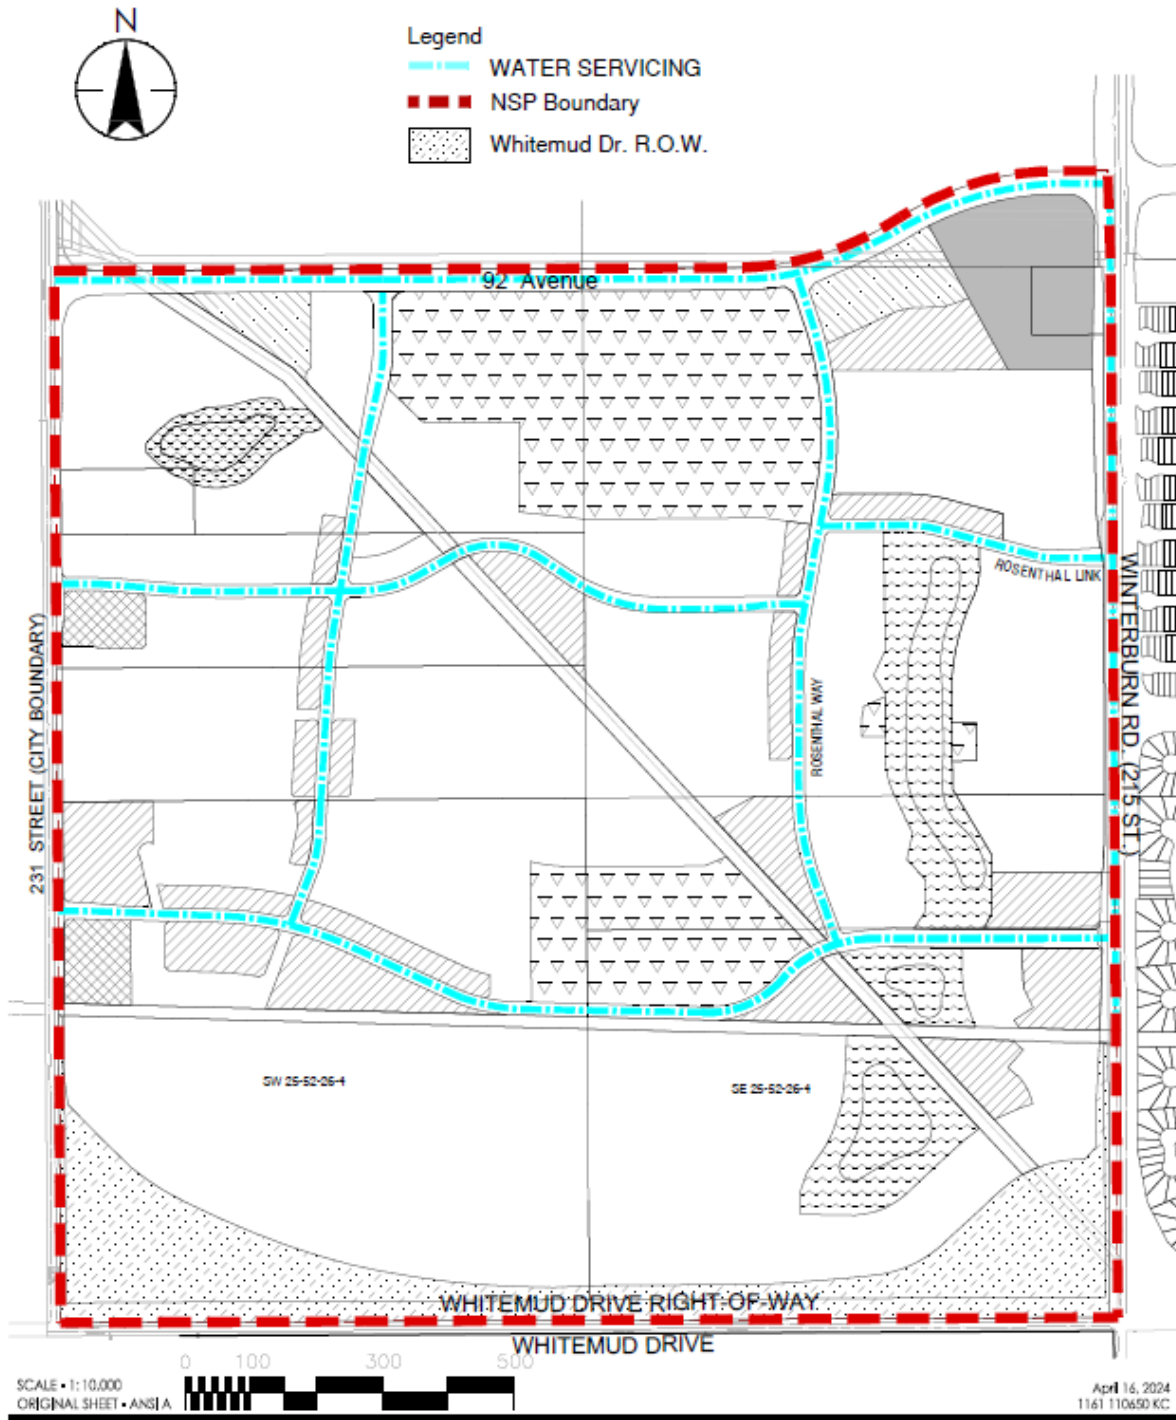 N
Legend
WATER SERVICING
NSP Boundary
Whitemud Dr. R.O.W.
92 Avenue
ROSENTHAL LINK
WINTERBURN RD. (215 ST.)
231 STREET (CITY BOUNDARY)
ROSENTHAL WAY
SW 25-52-26-4
SE 25-52-26-4
WHITEMUD DRIVE RIGHT-OF-WAY
WHITEMUD DRIVE
0 100 300 500
SCALE • 1:10,000
ORIGINAL SHEET • ANSI A
April 16, 2024
1161 110650 KC